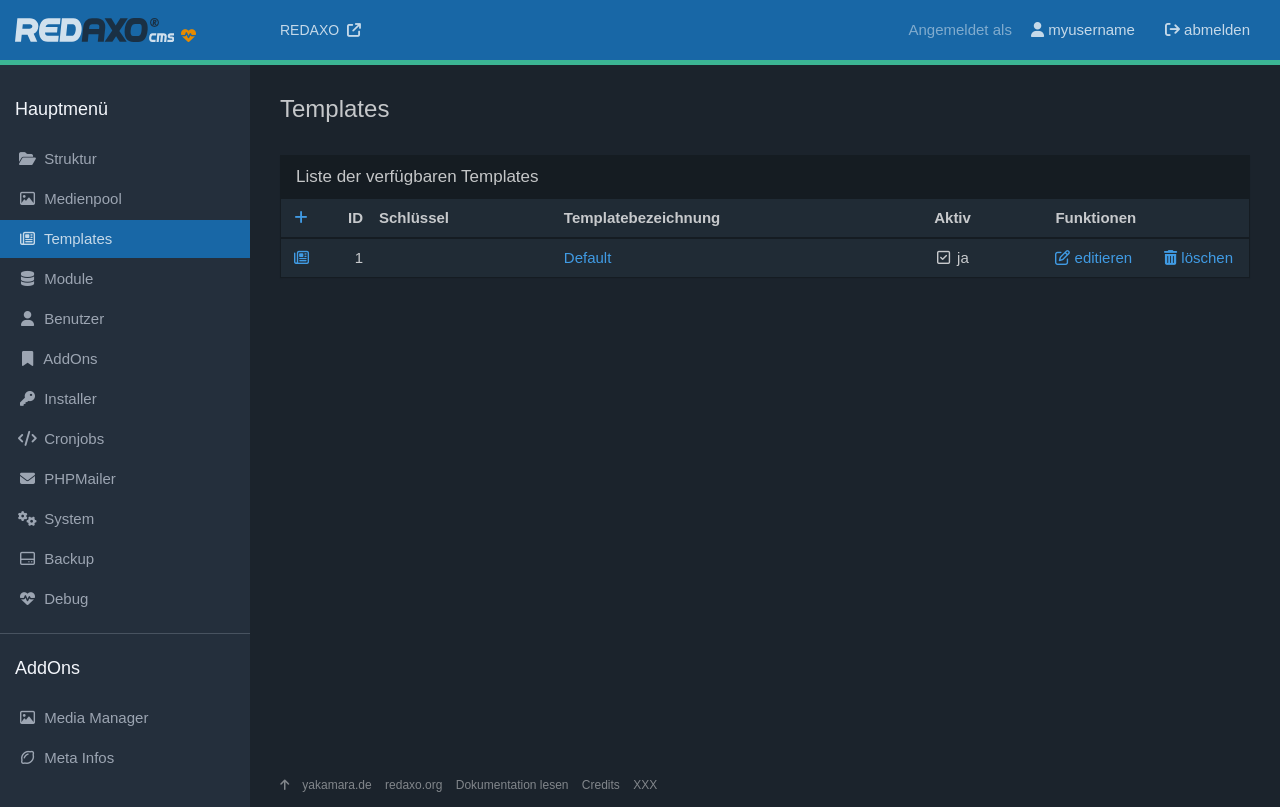 REDAXO® cms
REDAXO
Angemeldet als myusername abmelden
Hauptmenü
Struktur
Medienpool
Templates
Module
Benutzer
AddOns
Installer
Cronjobs
PHPMailer
System
Backup
Debug
AddOns
Media Manager
Meta Infos
Templates
Liste der verfügbaren Templates
ID Schlüssel Templatebezeichnung Aktiv Funktionen
1 Default ja editieren löschen
yakamara.de redaxo.org Dokumentation lesen Credits XXX